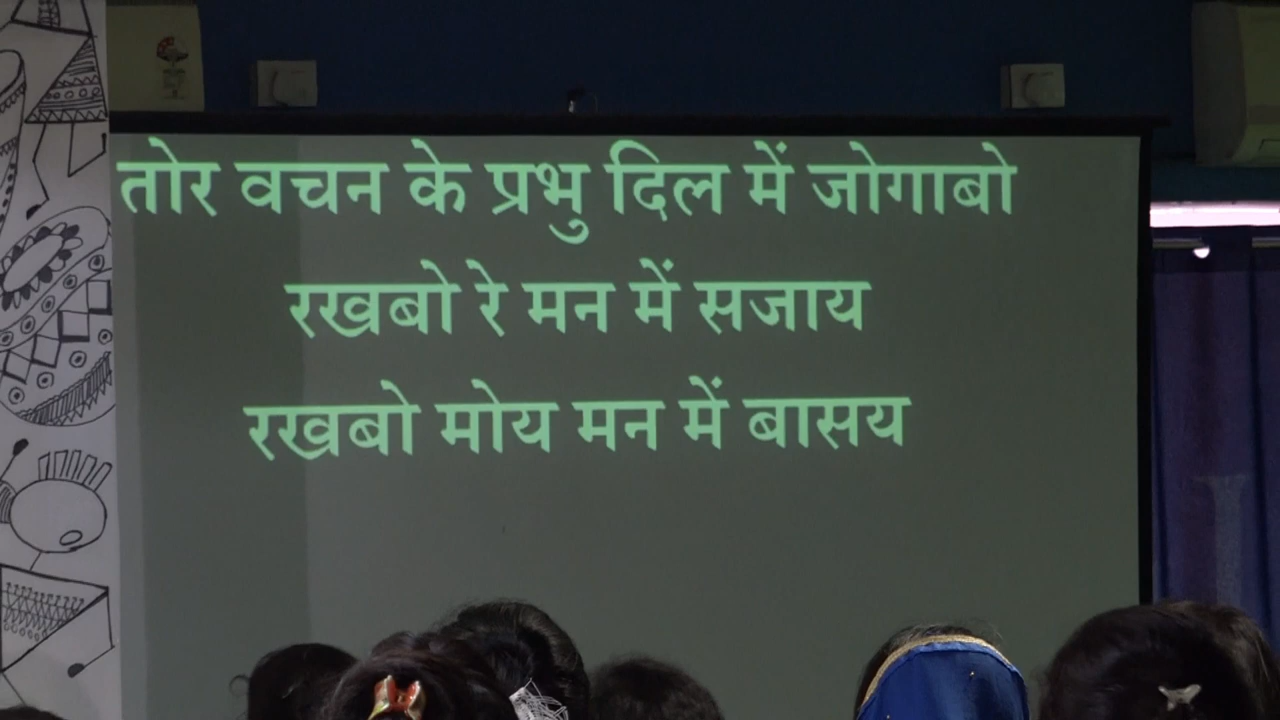 तोर वचन के प्रभु दिल में जोगाबो
रखबो रे मन में सजाय
रखबो मोय मन में बासय